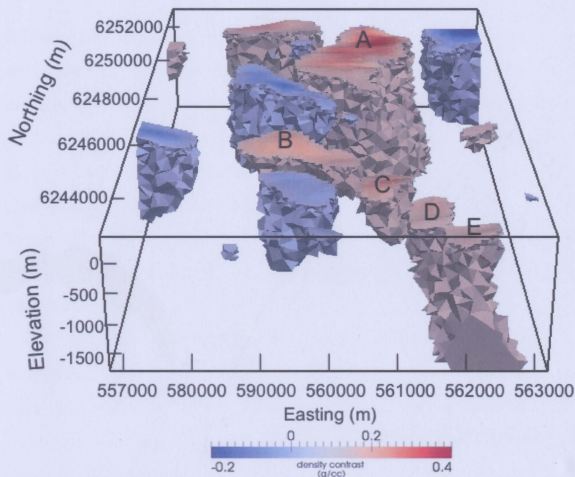 6252000
6250000
6248000
6246000
6244000
Northing (m)
A
B
C
D
E
Elevation (m)
0
-500
-1000
-1500
557000 580000 590000 560000 561000 562000 563000
Easting (m)
0 0.2
-0.2 0.4
density contrast
(g/cc)